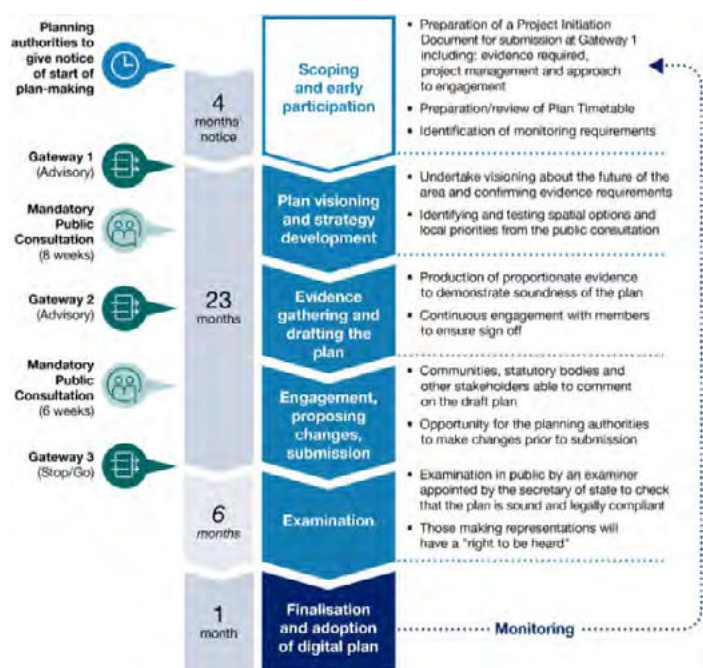 Planning
authorities to
give notice
of start of
plan-making
4
months'
notice
Scoping
and early
participation
• Preparation of a Project Initiation
Document for submission at Gateway 1
including: evidence required,
project management and approach
to engagement
• Preparation/review of Plan Timetable
• Identification of monitoring requirements
Gateway 1
(Advisory)
Mandatory
Public
Consultation
(8 weeks)
Gateway 2
(Advisory)
Mandatory
Public
Consultation
(6 weeks)
Gateway 3
(Stop/Go)
23
months
Plan visioning
and strategy
development
• Undertake visioning about the future of the
area and confirming evidence requirements
• Identifying and testing spatial options and
local priorities from the public consultation
Evidence
gathering and
drafting the
plan
• Production of proportionate evidence
to demonstrate soundness of the plan
• Continuous engagement with members
to ensure sign off
Engagement,
proposing
changes,
submission
• Communities, statutory bodies and
other stakeholders able to comment
on the draft plan
• Opportunity for the planning authorities
to make changes prior to submission
6
months
Examination
• Examination in public by an examiner
appointed by the secretary of state to check
that the plan is sound and legally compliant
• Those making representations will
have a "right to be heard"
1
month
Finalisation
and adoption
of digital plan
Monitoring